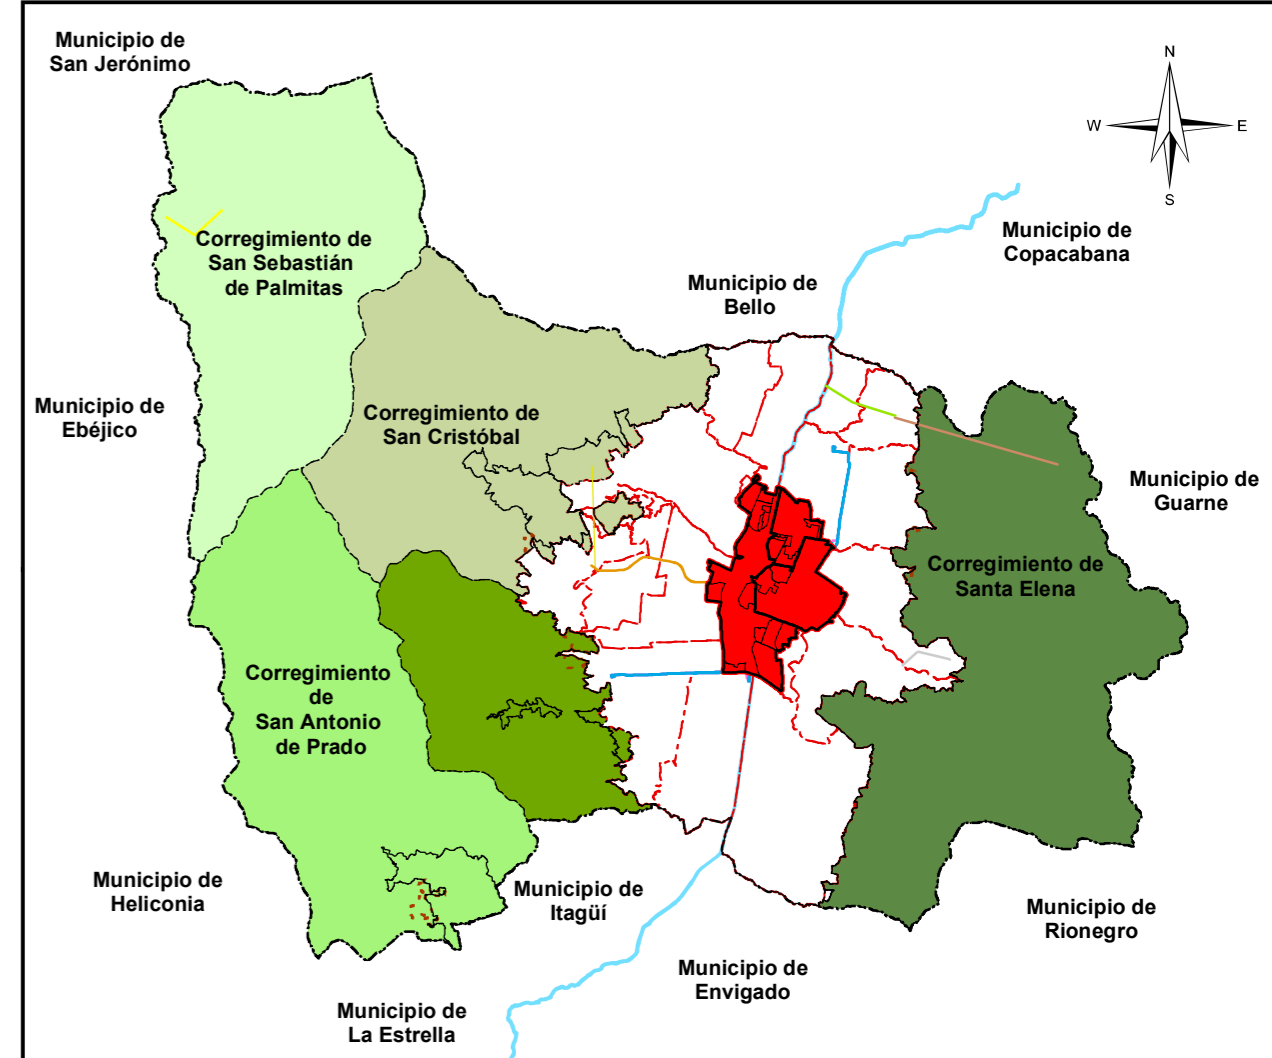 Municipio de
San Jerónimo
N
W
E
S
Municipio de
Copacabana
Corregimiento de
San Sebastián
de Palmitas
Municipio de
Bello
Municipio de
Ebéjico
Corregimiento de
San Cristóbal
Municipio de
Guarne
Corregimiento de
Santa Elena
Corregimiento
de
San Antonio
de Prado
Municipio de
Heliconia
Municipio de
Itagüí
Municipio de
Rionegro
Municipio de
Envigado
Municipio de
La Estrella